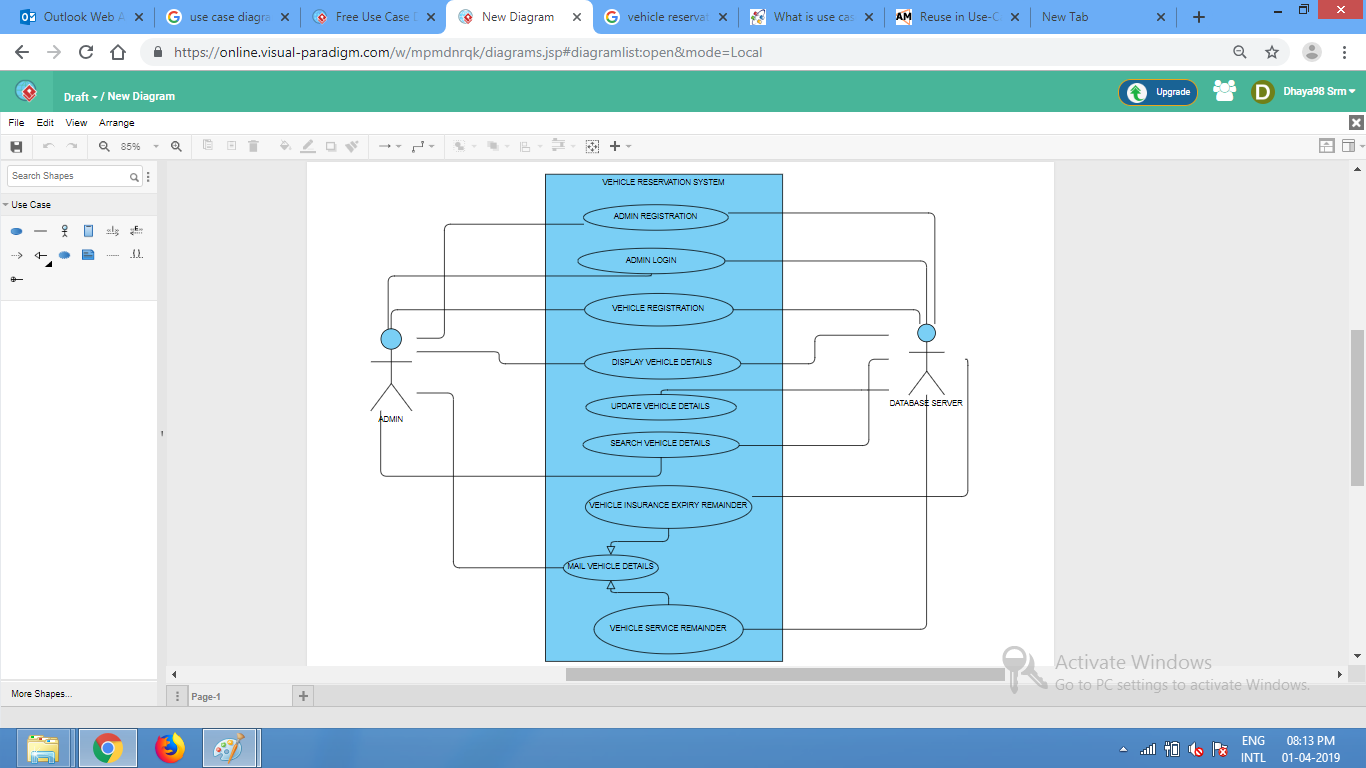 Outlook Web A
use case diagra
Free Use Case D
New Diagram
vehicle reservat
What is use cas
AM Reuse in Use-C
New Tab
https://online.visual-paradigm.com/w/mpmdnrqk/diagrams.jsp#diagramlist:open&mode=Local
Draft / New Diagram
Upgrade
D Dhaya98 Srm
File Edit View Arrange
85%
Search Shapes
Use Case
VEHICLE RESERVATION SYSTEM
ADMIN REGISTRATION
ADMIN LOGIN
VEHICLE REGISTRATION
DISPLAY VEHICLE DETAILS
UPDATE VEHICLE DETAILS
SEARCH VEHICLE DETAILS
VEHICLE INSURANCE EXPIRY REMAINDER
MAIL VEHICLE DETAILS
VEHICLE SERVICE REMAINDER
ADMIN
DATABASE SERVER
Activate Windows
Go to PC settings to activate Windows.
More Shapes...
Page-1
ENG
INTL
08:13 PM
01-04-2019